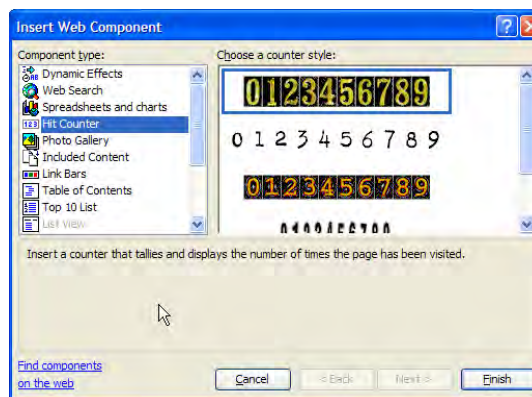 Insert Web Component
Component type:
Choose a counter style:
Dynamic Effects
Web Search
Spreadsheets and charts
Hit Counter
Photo Gallery
Included Content
Link Bars
Table of Contents
Top 10 List
List View
0123456789
0 1 2 3 4 5 6 7 8 9
0123456789
Insert a counter that tallies and displays the number of times the page has been visited.
Find components
on the web
Cancel
< Back
Next >
Finish